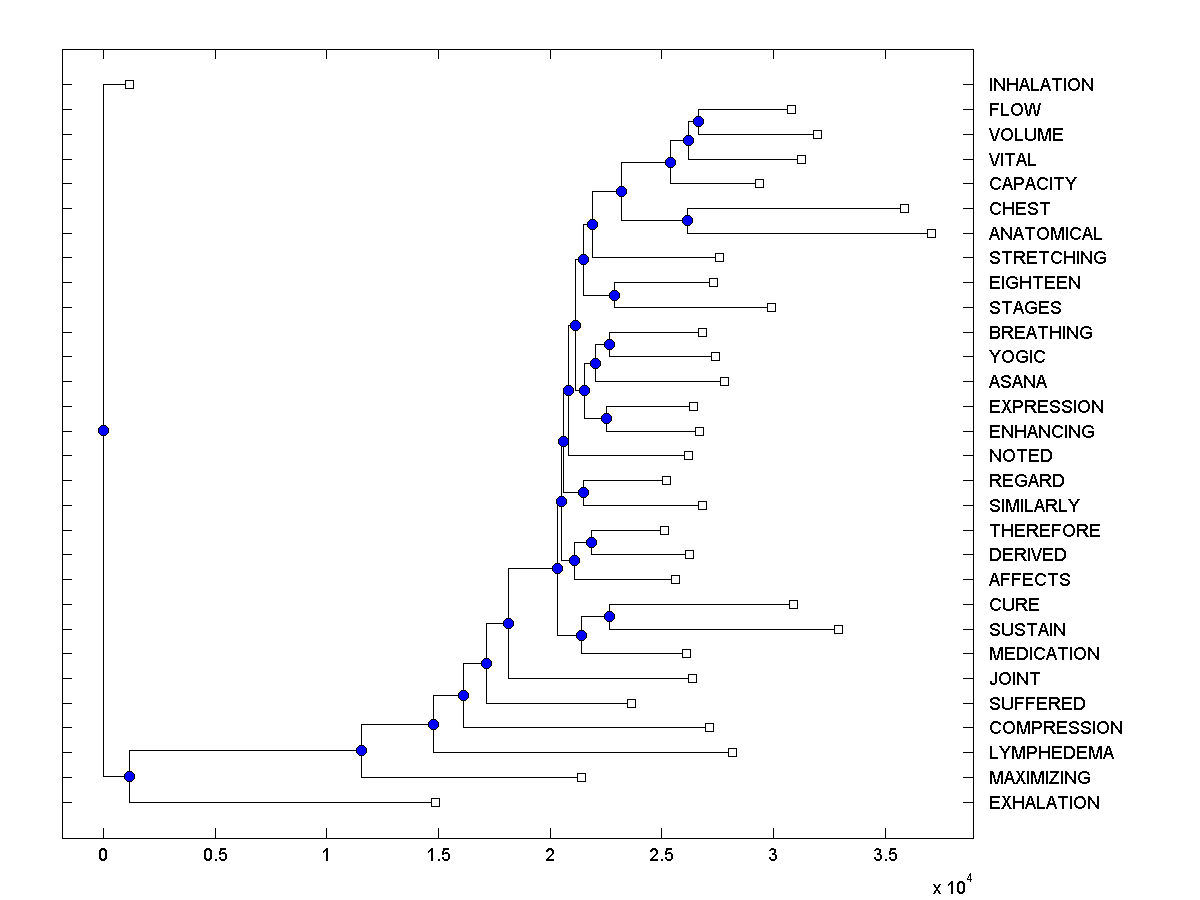 INHALATION
FLOW
VOLUME
VITAL
CAPACITY
CHEST
ANATOMICAL
STRETCHING
EIGHTEEN
STAGES
BREATHING
YOGIC
ASANA
EXPRESSION
ENHANCING
NOTED
REGARD
SIMILARLY
THEREFORE
DERIVED
AFFECTS
CURE
SUSTAIN
MEDICATION
JOINT
SUFFERED
COMPRESSION
LYMPHEDEMA
MAXIMIZING
EXHALATION
0 0.5 1 1.5 2 2.5 3 3.5
x 10^4